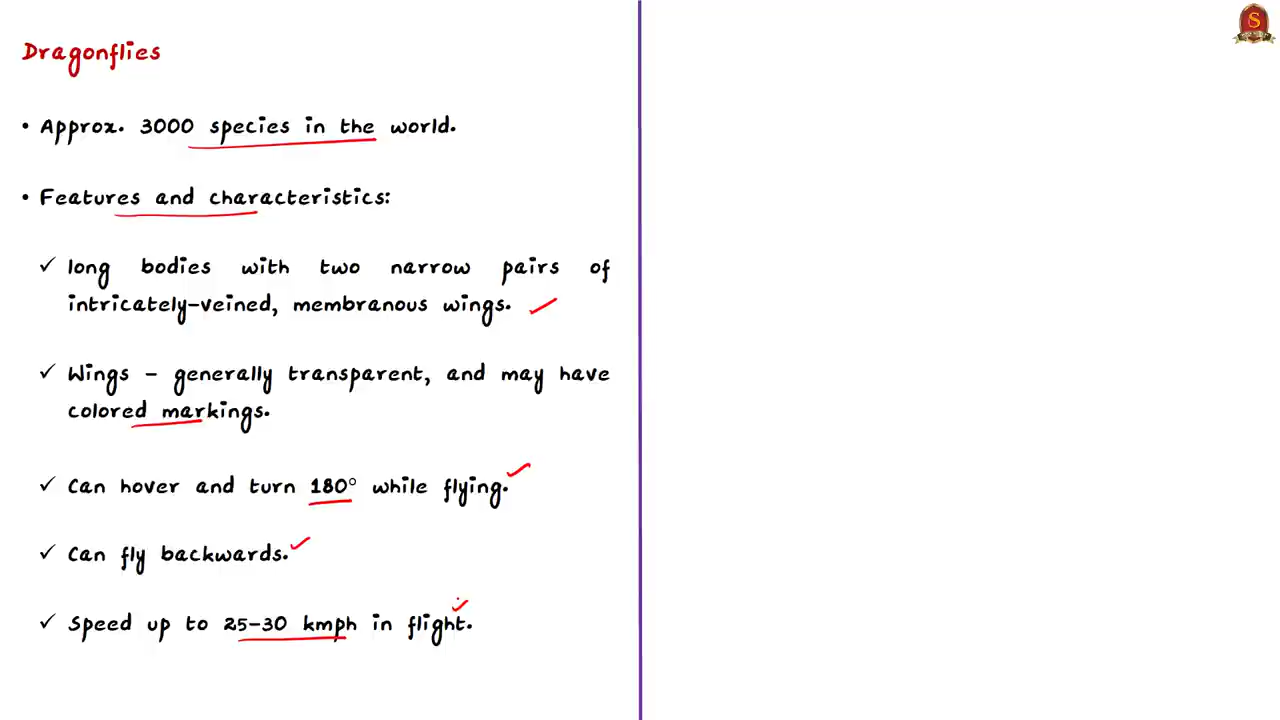 Dragonflies
• Approx. 3000 species in the world.
• Features and characteristics:
✓ long bodies with two narrow pairs of
intricately-veined, membranous wings.
✓ Wings - generally transparent, and may have
colored markings.
✓ Can hover and turn 180° while flying.
✓ Can fly backwards.
✓ Speed up to 25-30 kmph in flight.
S